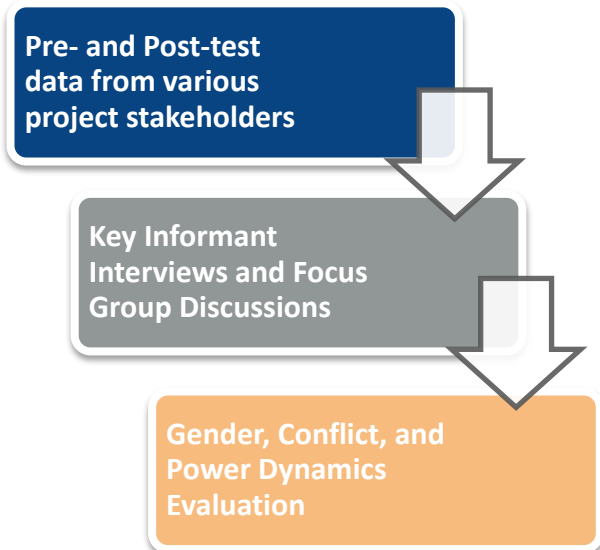 Pre- and Post-test
data from various
project stakeholders
Key Informant
Interviews and Focus
Group Discussions
Gender, Conflict, and
Power Dynamics
Evaluation